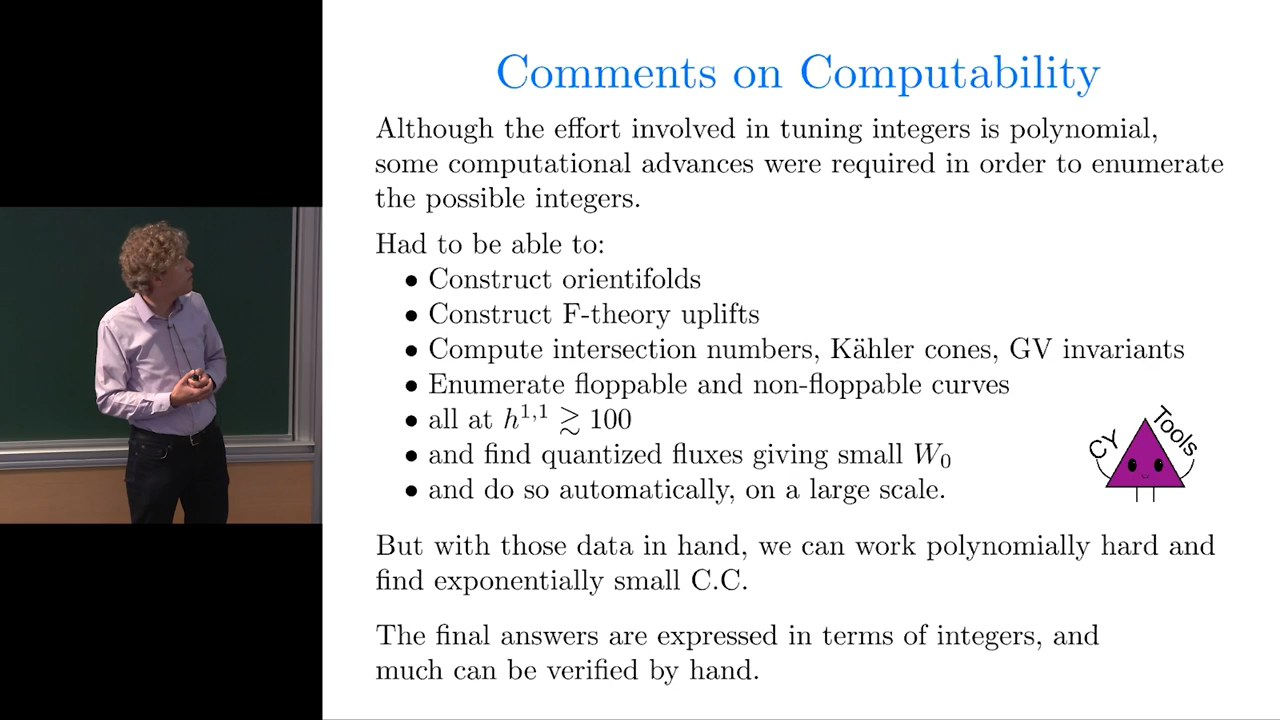 Comments on Computability
Although the effort involved in tuning integers is polynomial,
some computational advances were required in order to enumerate
the possible integers.
Had to be able to:
• Construct orientifolds
• Construct F-theory uplifts
• Compute intersection numbers, Kähler cones, GV invariants
• Enumerate floppable and non-floppable curves
• all at h^{1,1} ≳ 100
• and find quantized fluxes giving small W_0
• and do so automatically, on a large scale.
CY Tools
But with those data in hand, we can work polynomially hard and
find exponentially small C.C.
The final answers are expressed in terms of integers, and
much can be verified by hand.